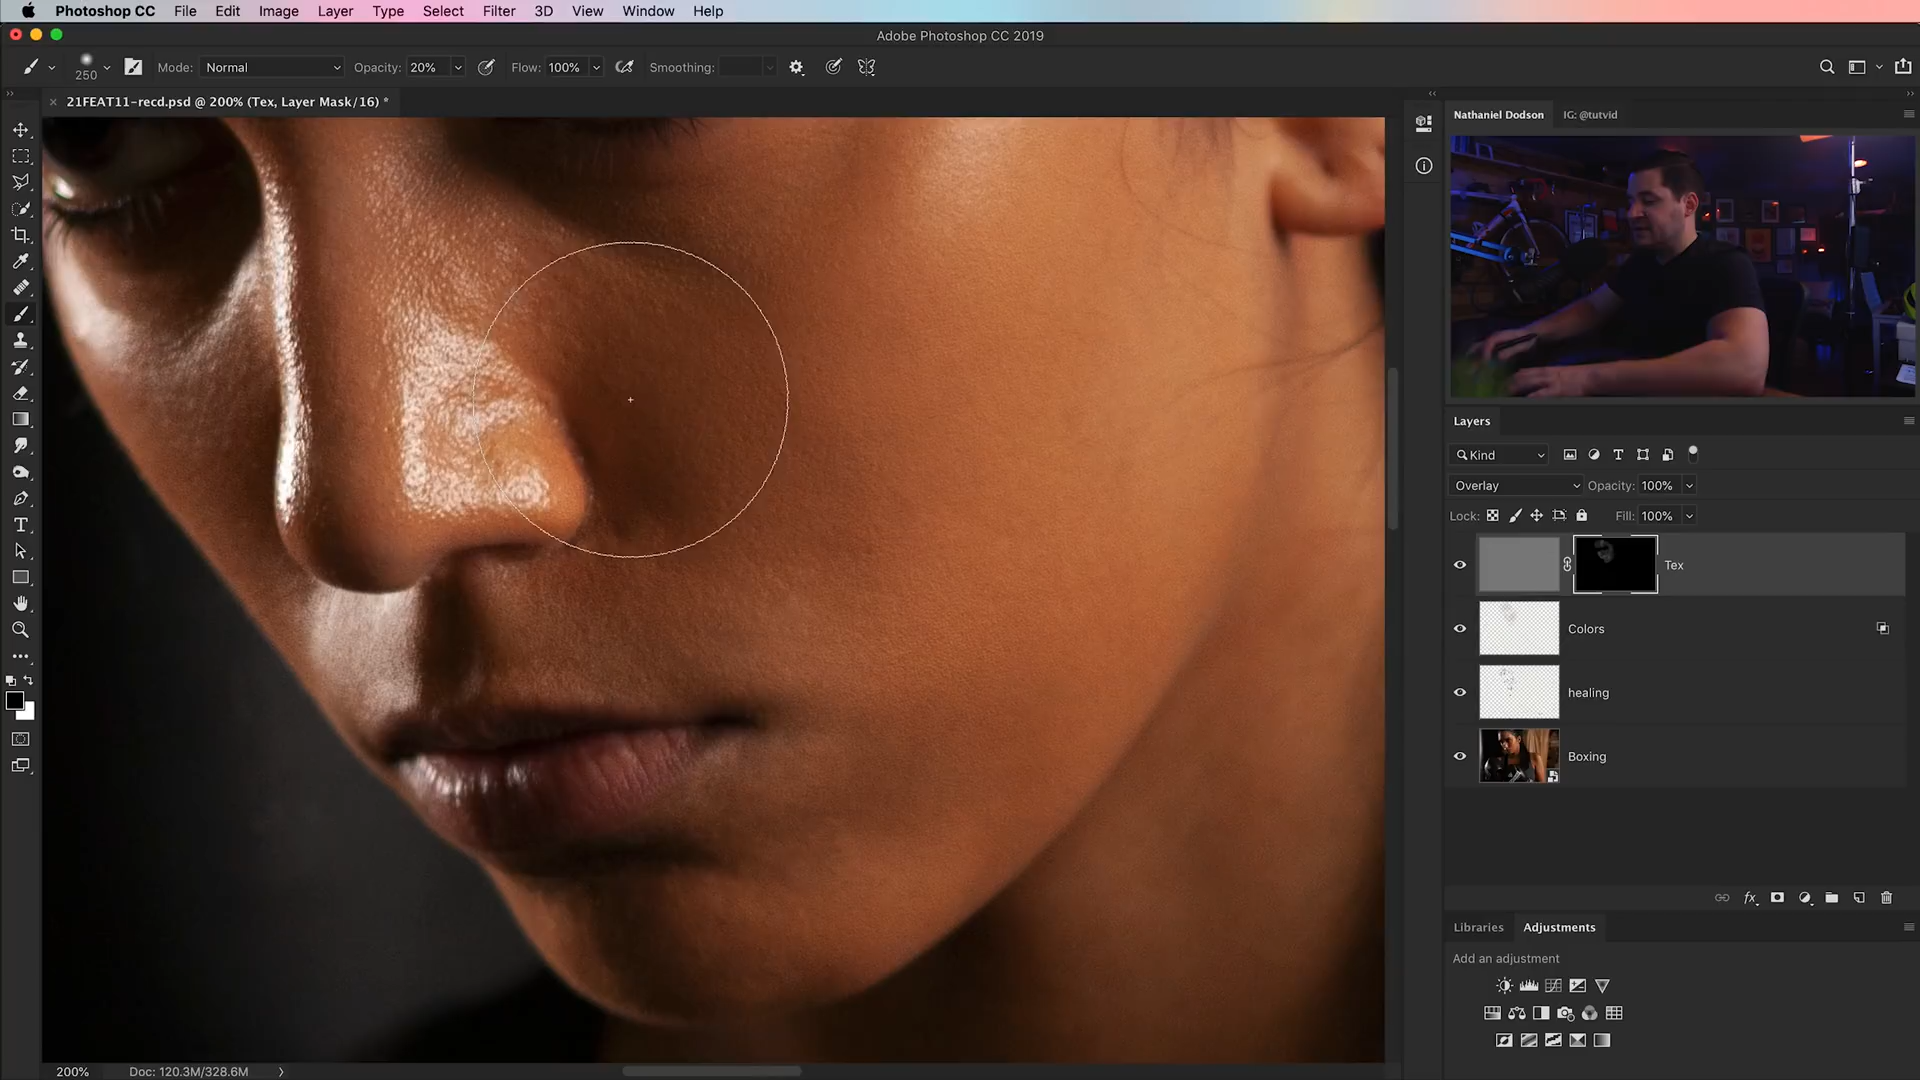 Photoshop CC File Edit Image Layer Type Select Filter 3D View Window Help
Adobe Photoshop CC 2019
250 Mode: Normal Opacity: 20% Flow: 100% Smoothing:
21FEAT11-recd.psd @ 200% (Tex, Layer Mask/16) *
Nathaniel Dodson IG: @tutvid
Layers
Kind
Overlay Opacity: 100%
Lock: Fill: 100%
Tex
Colors
healing
Boxing
fx
Libraries Adjustments
Add an adjustment
200% Doc: 120.3M/328.6M